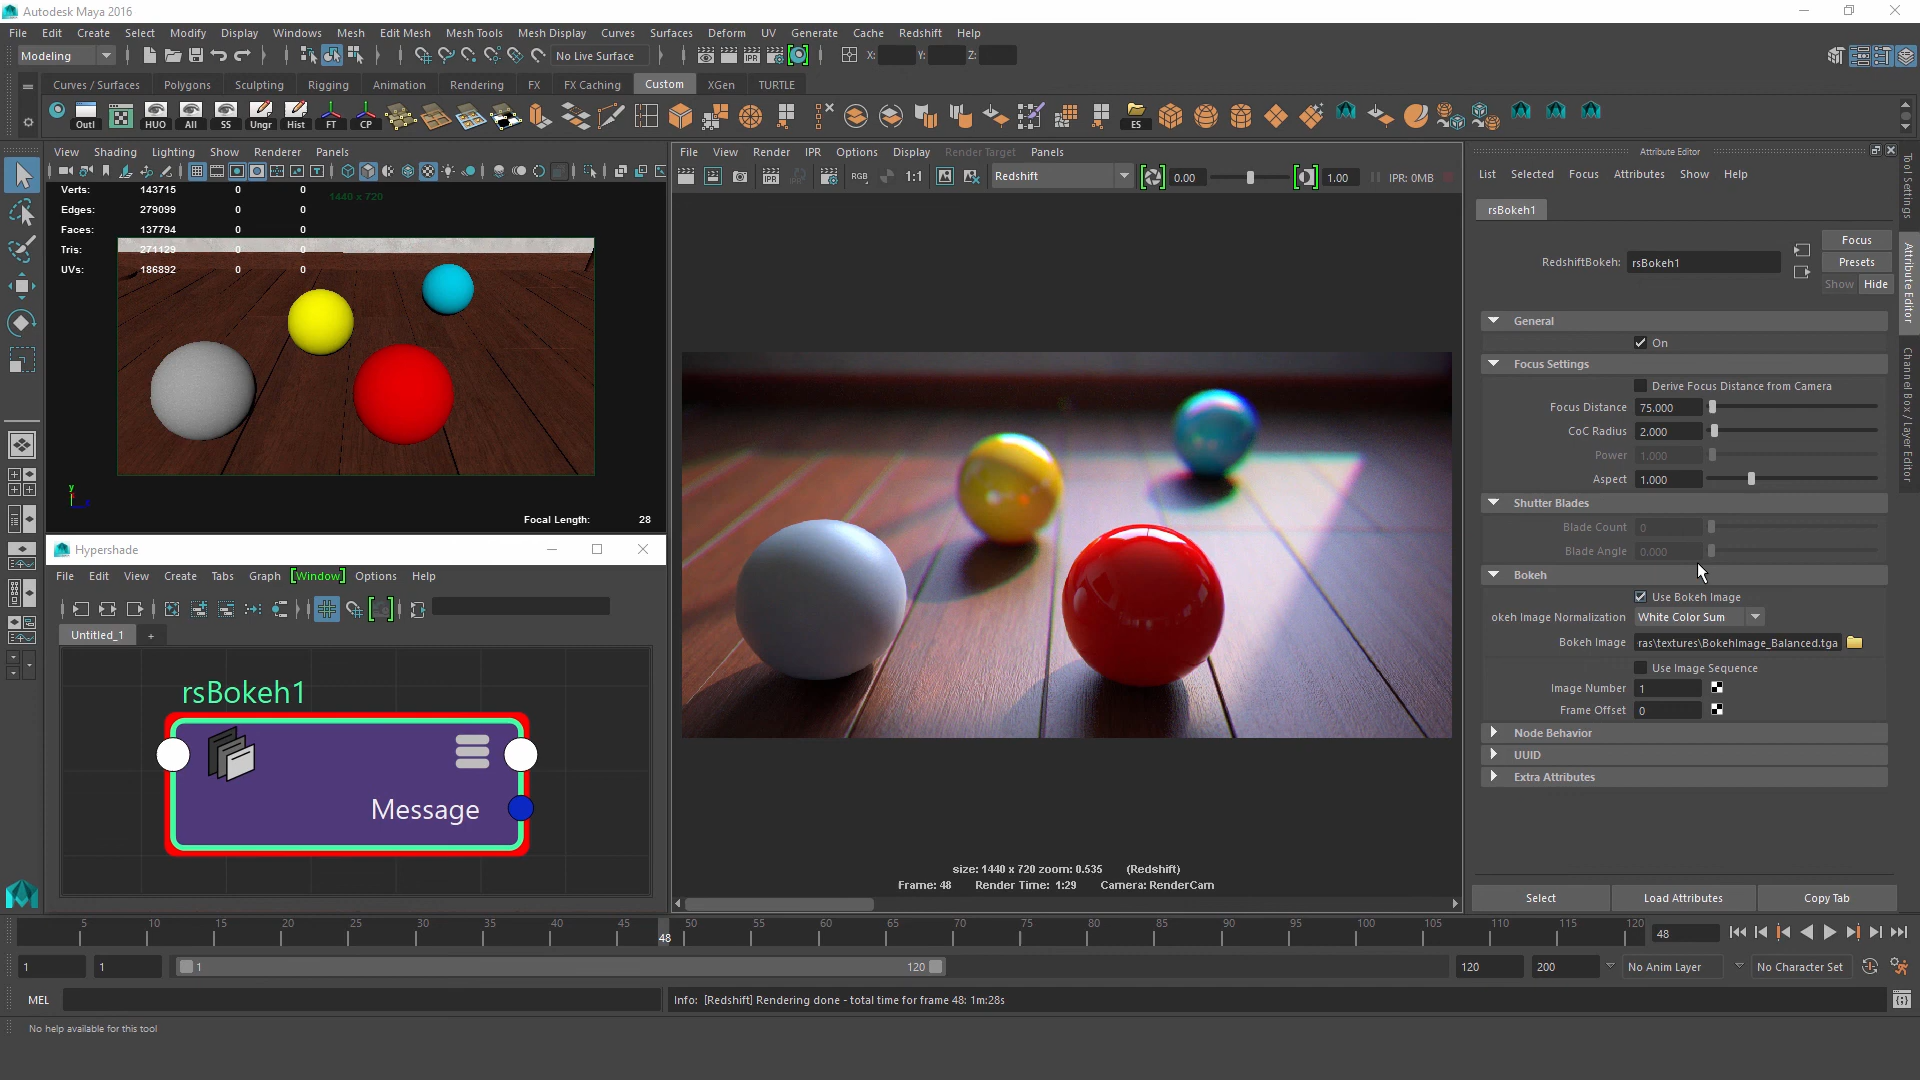 Autodesk Maya 2016
File Edit Create Select Modify Display Windows Mesh Edit Mesh Mesh Tools Mesh Display Curves Surfaces Deform UV Generate Cache Redshift Help
Modeling No Live Surface X: Y: Z:
Curves / Surfaces Polygons Sculpting Rigging Animation Rendering FX FX Caching Custom XGen TURTLE
Outl HUO All SS Ungr Hist FT CP ES
View Shading Lighting Show Renderer Panels
Verts: 143715 0 0
1440 x 720
Edges: 279099 0 0
Faces: 137794 0 0
Tris: 271129 0 0
UVs: 186892 0 0
y
Focal Length: 28
Hypershade
File Edit View Create Tabs Graph [Window] Options Help
Untitled_1 +
rsBokeh1
Message
File View Render IPR Options Display Render Target Panels
IPR RGB 1:1 Redshift 0.00 1.00 IPR: 0MB
size: 1440 x 720 zoom: 0.535 (Redshift)
Frame: 48 Render Time: 1:29 Camera: RenderCam
Attribute Editor
List Selected Focus Attributes Show Help
rsBokeh1
Focus
RedshiftBokeh: rsBokeh1
Presets
Show Hide
General
On
Focus Settings
Derive Focus Distance from Camera
Focus Distance 75.000
CoC Radius 2.000
Power 1.000
Aspect 1.000
Shutter Blades
Blade Count 0
Blade Angle 0.000
Bokeh
Use Bokeh Image
okeh Image Normalization White Color Sum
Bokeh Image ras\textures\BokehImage_Balanced.tga
Use Image Sequence
Image Number 1
Frame Offset 0
Node Behavior
UUID
Extra Attributes
Select Load Attributes Copy Tab
Tool Settings
Attribute Editor
Channel Box / Layer Editor
5 10 15 20 25 30 35 40 45 48 50 55 60 65 70 75 80 85 90 95 100 105 110 115 120 48
1 1 1 120 120 200 No Anim Layer No Character Set
MEL Info: [Redshift] Rendering done - total time for frame 48: 1m:28s
No help available for this tool